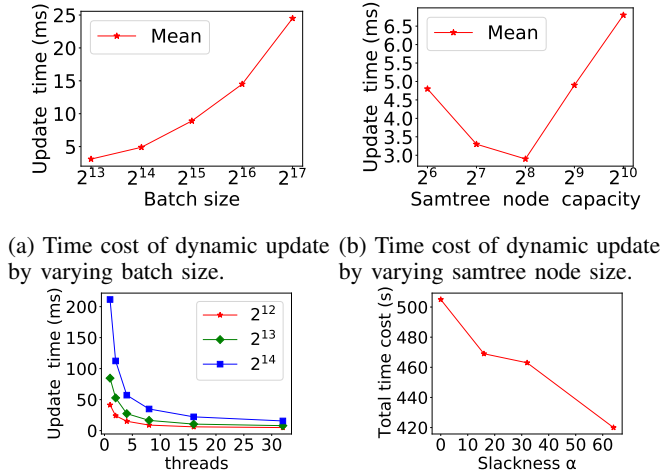 25
20
15
10
5
Update time (ms)
Mean
2^13 2^14 2^15 2^16 2^17
Batch size
6.5
6.0
5.5
5.0
4.5
4.0
3.5
3.0
Update time (ms)
Mean
2^6 2^7 2^8 2^9 2^10
Samtree node capacity
(a) Time cost of dynamic update
by varying batch size.
(b) Time cost of dynamic update
by varying samtree node size.
200
150
100
50
0
Update time (ms)
2^12
2^13
2^14
0 5 10 15 20 25 30
threads
500
480
460
440
420
Total time cost (s)
0 10 20 30 40 50 60
Slackness α